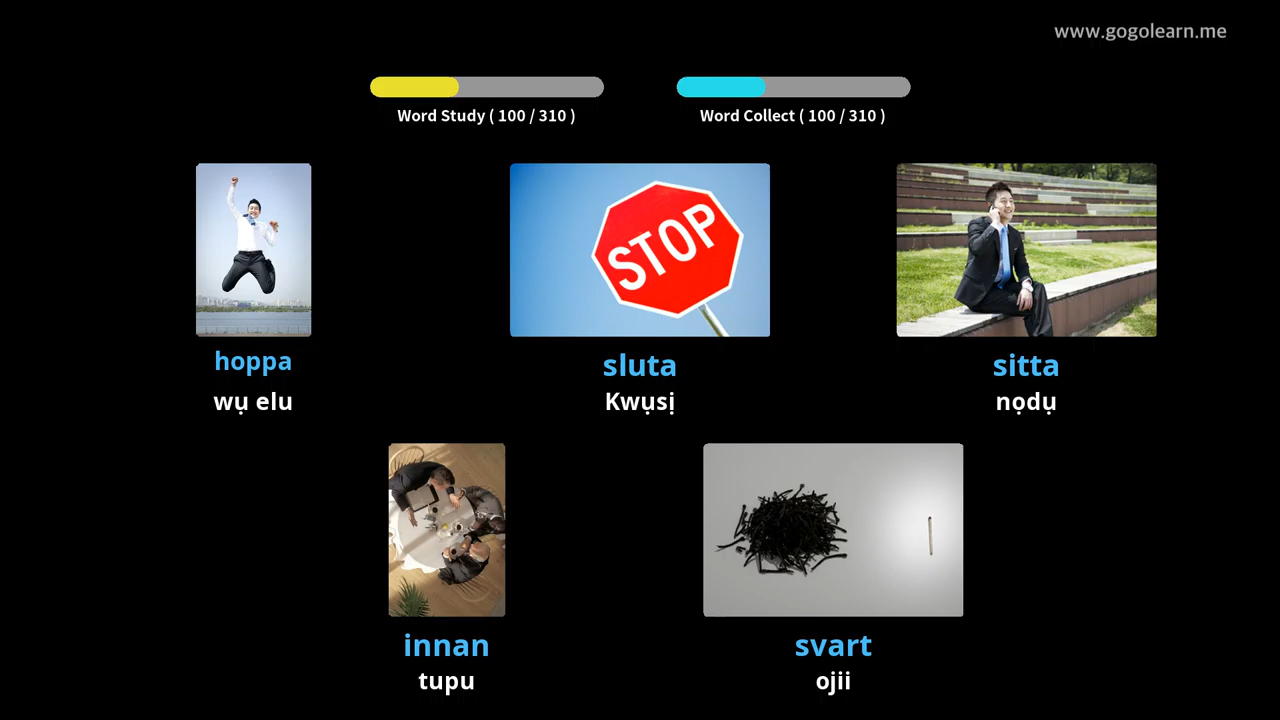 www.gogolearn.me
Word Study ( 100 / 310 )
Word Collect ( 100 / 310 )
STOP
hoppa
wụ elu
sluta
Kwụsị
sitta
nọdụ
innan
tupu
svart
ojii